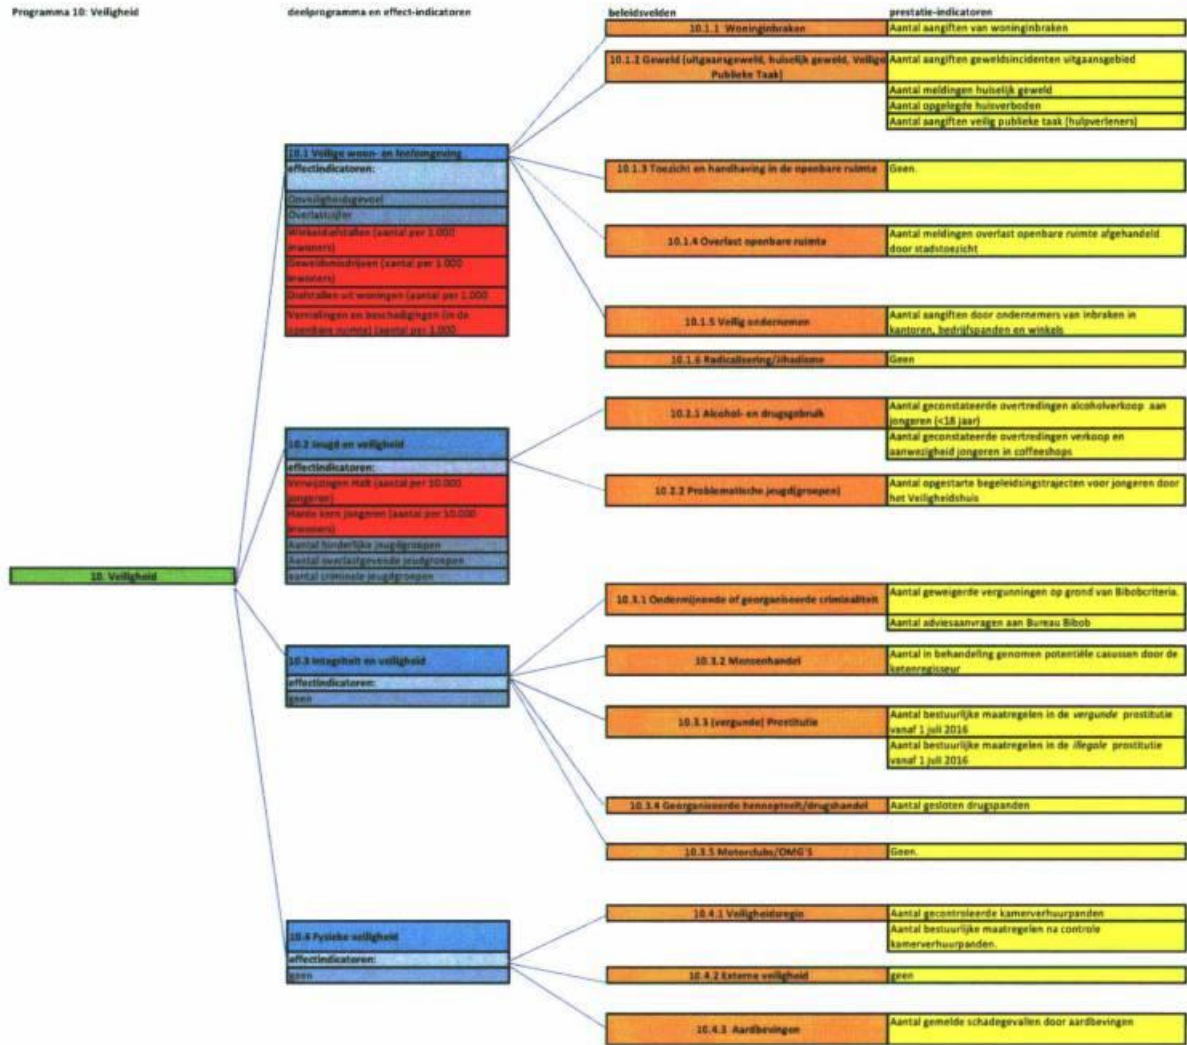 Programma 10: Veiligheid
deelprogramma en effect-indicatoren
beleidsvelden
prestatie-indicatoren
10. Veiligheid
10.1 Veilige woon- en leefomgeving
effectindicatoren:
Onveiligheidsgevoel
Overlastcijfer
Winkeldiefstallen (aantal per 1.000
inwoners)
Geweldsmisdrijven (aantal per 1.000
inwoners)
Diefstallen uit woningen (aantal per 1.000
Vernielingen en beschadigingen (in de
openbare ruimte) (aantal per 1.000
10.1.1 Woninginbraken
Aantal aangiften van woninginbraken
10.1.2 Geweld (uitgaansgeweld, huiselijk geweld, Veilige
Publieke Taak)
Aantal aangiften geweldsincidenten uitgaansgebied
Aantal meldingen huiselijk geweld
Aantal opgelegde huisverboden
Aantal aangiften veilig publieke taak (hulpverleners)
10.1.3 Toezicht en handhaving in de openbare ruimte
Geen.
10.1.4 Overlast openbare ruimte
Aantal meldingen overlast openbare ruimte afgehandeld
door stadstoezicht
10.1.5 Veilig ondernemen
Aantal aangiften door ondernemers van inbraken in
kantoren, bedrijfspanden en winkels
10.1.6 Radicalisering/Jihadisme
Geen
10.2 Jeugd en veiligheid
effectindicatoren:
Verwijzingen Halt (aantal per 10.000
jongeren)
Harde kern jongeren (aantal per 10.000
inwoners)
Aantal hinderlijke jeugdgroepen
Aantal overlastgevende jeudgroepen
aantal criminele jeugdgroepen
10.2.1 Alcohol- en drugsgebruik
Aantal geconstateerde overtredingen alcoholverkoop aan
jongeren (<18 jaar)
Aantal geconstateerde overtredingen verkoop en
aanwezigheid jongeren in coffeeshops
10.2.2 Problematische jeugd(groepen)
Aantal opgestarte begeleidingstrajecten voor jongeren door
het Veiligheidshuis
10.3 Integriteit en veiligheid
effectindicatoren:
geen
10.3.1 Ondermijnende of georganiseerde criminaliteit
Aantal geweigerde vergunningen op grond van Bibobcriteria.
Aantal adviesaanvragen aan Bureau Bibob
10.3.2 Mensenhandel
Aantal in behandeling genomen potentiële casussen door de
ketenregisseur
10.3.3 (vergunde) Prostitutie
Aantal bestuurlijke maatregelen in de vergunde prostitutie
vanaf 1 juli 2016
Aantal bestuurlijke maatregelen in de illegale prostitutie
vanaf 1 juli 2016
10.3.4 Georganiseerde hennepteelt/drugshandel
Aantal gesloten drugspanden
10.3.5 Motorclubs/OMG'S
Geen.
10.4 Fysieke veiligheid
effectindicatoren:
geen
10.4.1 Veiligheidsregio
Aantal gecontroleerde kamerverhuurpanden
Aantal bestuurlijke maatregelen na controle
kamerverhuurpanden.
10.4.2 Externe veiligheid
geen
10.4.3 Aardbevingen
Aantal gemelde schadegevallen door aardbevingen